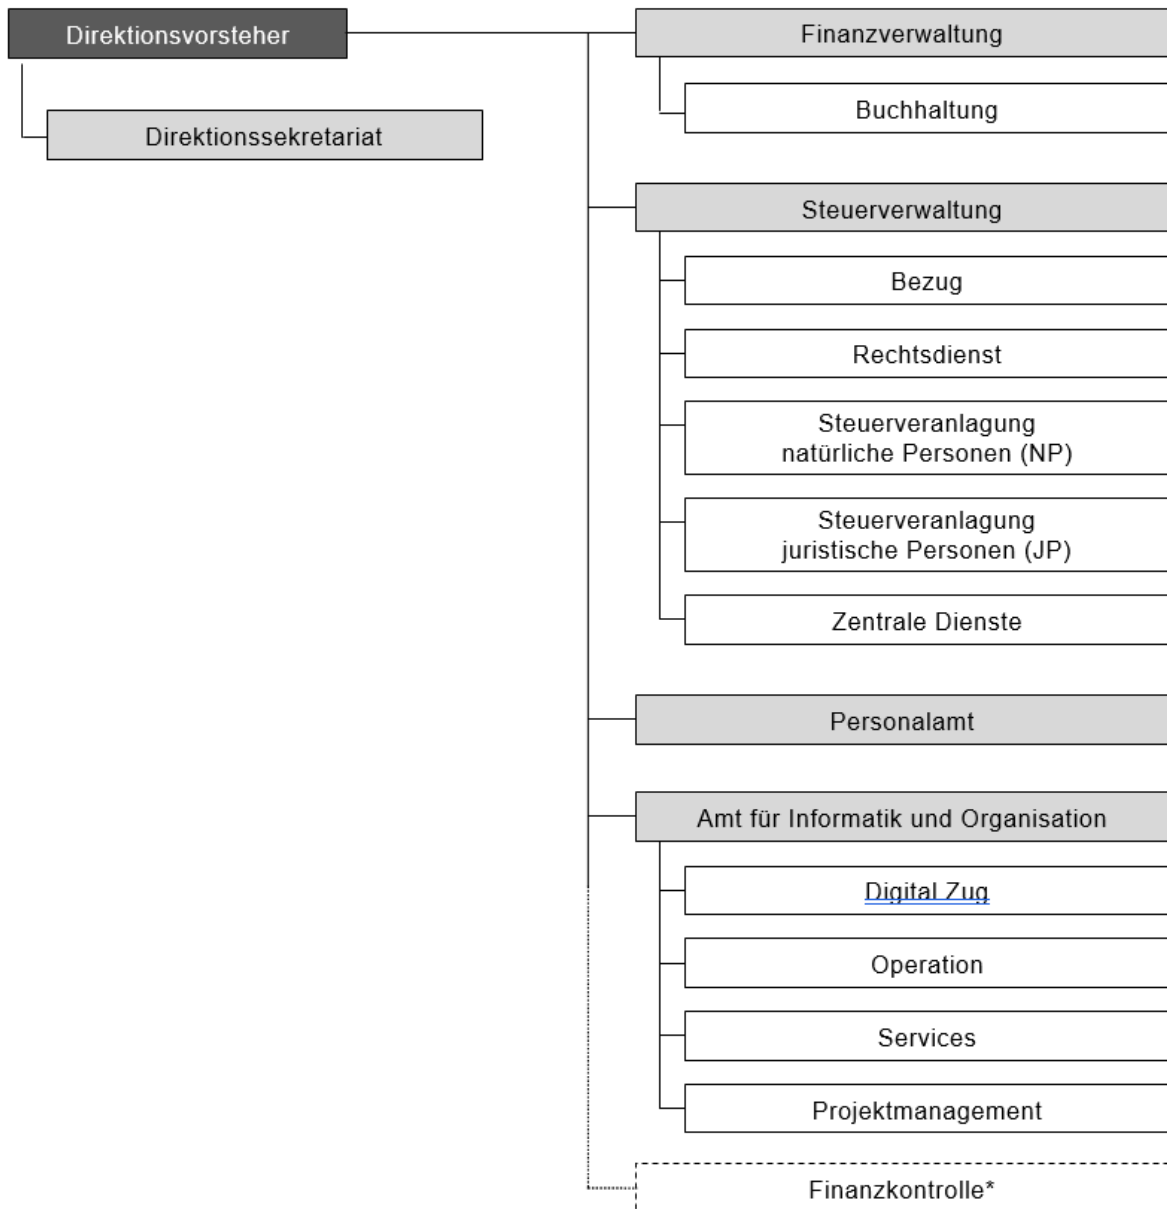 Direktionsvorsteher
Direktionssekretariat
Finanzverwaltung
Buchhaltung
Steuerverwaltung
Bezug
Rechtsdienst
Steuerveranlagung
natürliche Personen (NP)
Steuerveranlagung
juristische Personen (JP)
Zentrale Dienste
Personalamt
Amt für Informatik und Organisation
Digital Zug
Operation
Services
Projektmanagement
Finanzkontrolle*